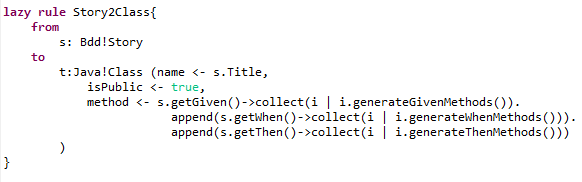 lazy rule Story2Class{
    from
        s: Bdd!Story
    to
        t:Java!Class (name <- s.Title,
            isPublic <- true,
            method <- s.getGiven()->collect(i | i.generateGivenMethods()).
                        append(s.getWhen()->collect(i | i.generateWhenMethods())).
                        append(s.getThen()->collect(i | i.generateThenMethods()))
        )
}